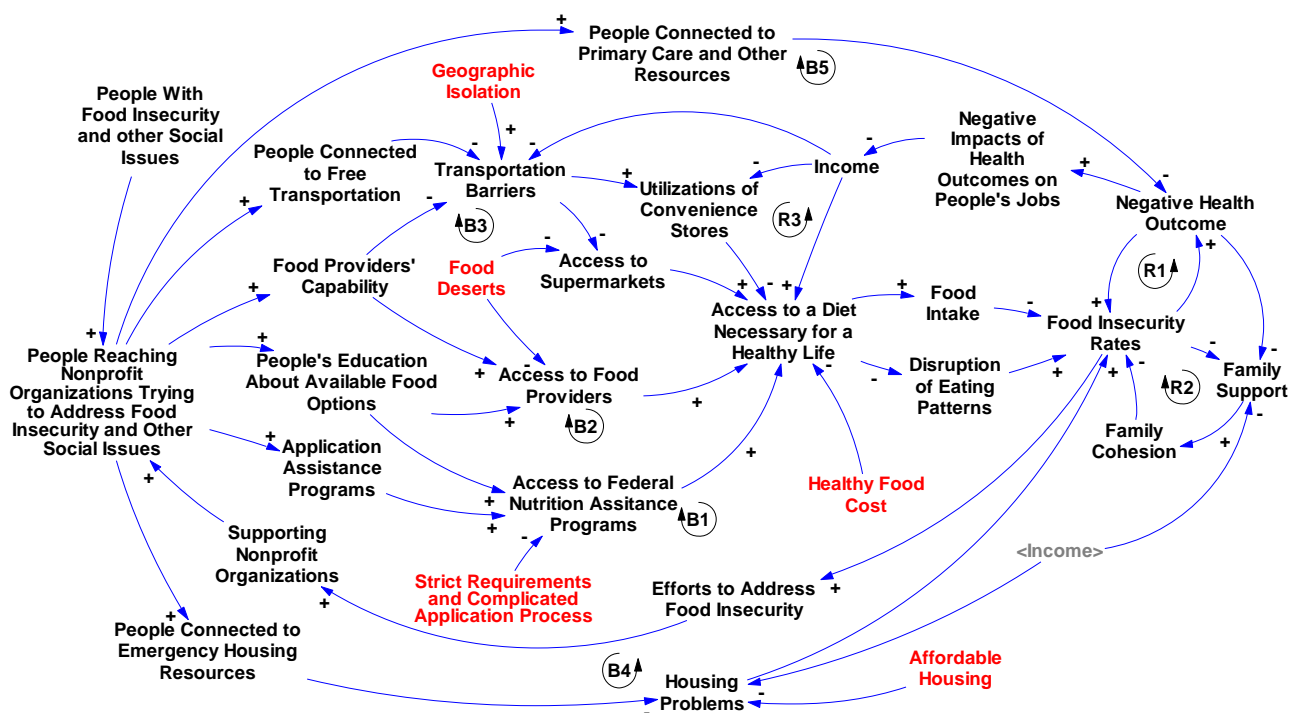 People Connected to
Primary Care and Other
Resources
B5
Geographic
Isolation
People With
Food Insecurity
and other Social
Issues
Negative
Impacts of
Health
Outcomes on
People's Jobs
People Connected
to Free
Transportation
Transportation
Barriers
Income
Utilizations of
Convenience
Stores
Negative Health
Outcome
B3
R3
R1
Food Providers'
Capability
Food
Deserts
Access to
Supermarkets
Access to a Diet
Necessary for a
Healthy Life
Food
Intake
Food Insecurity
Rates
People Reaching
Nonprofit
Organizations Trying
to Address Food
Insecurity and Other
Social Issues
People's Education
About Available Food
Options
Access to Food
Providers
B2
Disruption
of Eating
Patterns
R2
Family
Support
Family
Cohesion
Application
Assistance
Programs
Access to Federal
Nutrition Assitance
Programs
B1
Healthy Food
Cost
Supporting
Nonprofit
Organizations
<Income>
Strict Requirements
and Complicated
Application Process
Efforts to Address
Food Insecurity
People Connected to
Emergency Housing
Resources
B4
Housing
Problems
Affordable
Housing